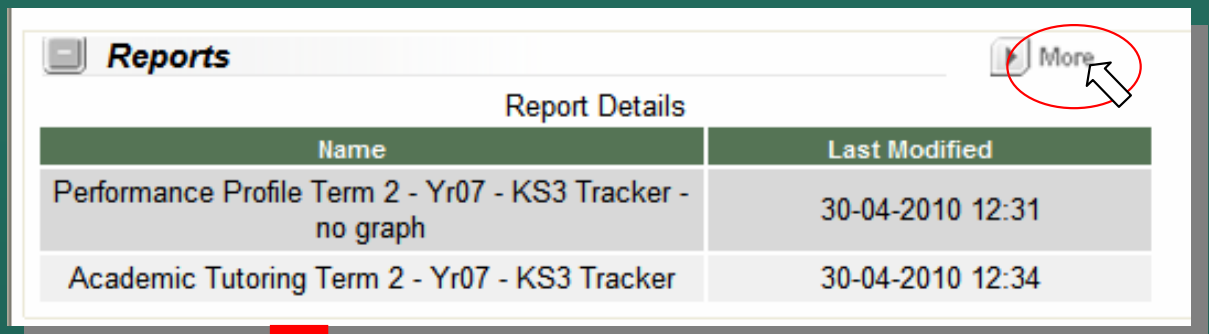 Reports
More
Report Details
Name Last Modified
Performance Profile Term 2 - Yr07 - KS3 Tracker -
no graph
30-04-2010 12:31
Academic Tutoring Term 2 - Yr07 - KS3 Tracker 30-04-2010 12:34